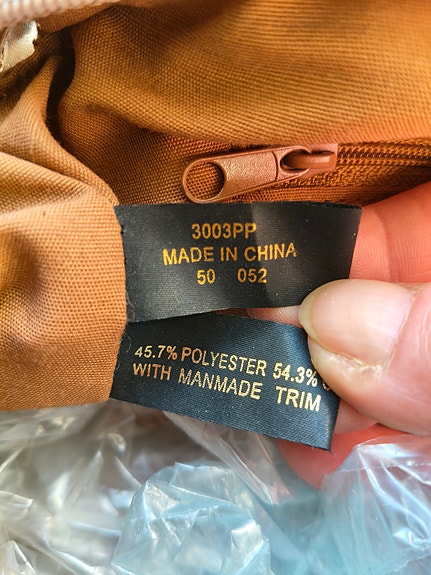 3003PP
MADE IN CHINA
50 052
45.7% POLYESTER 54.3%
WITH MANMADE TRIM